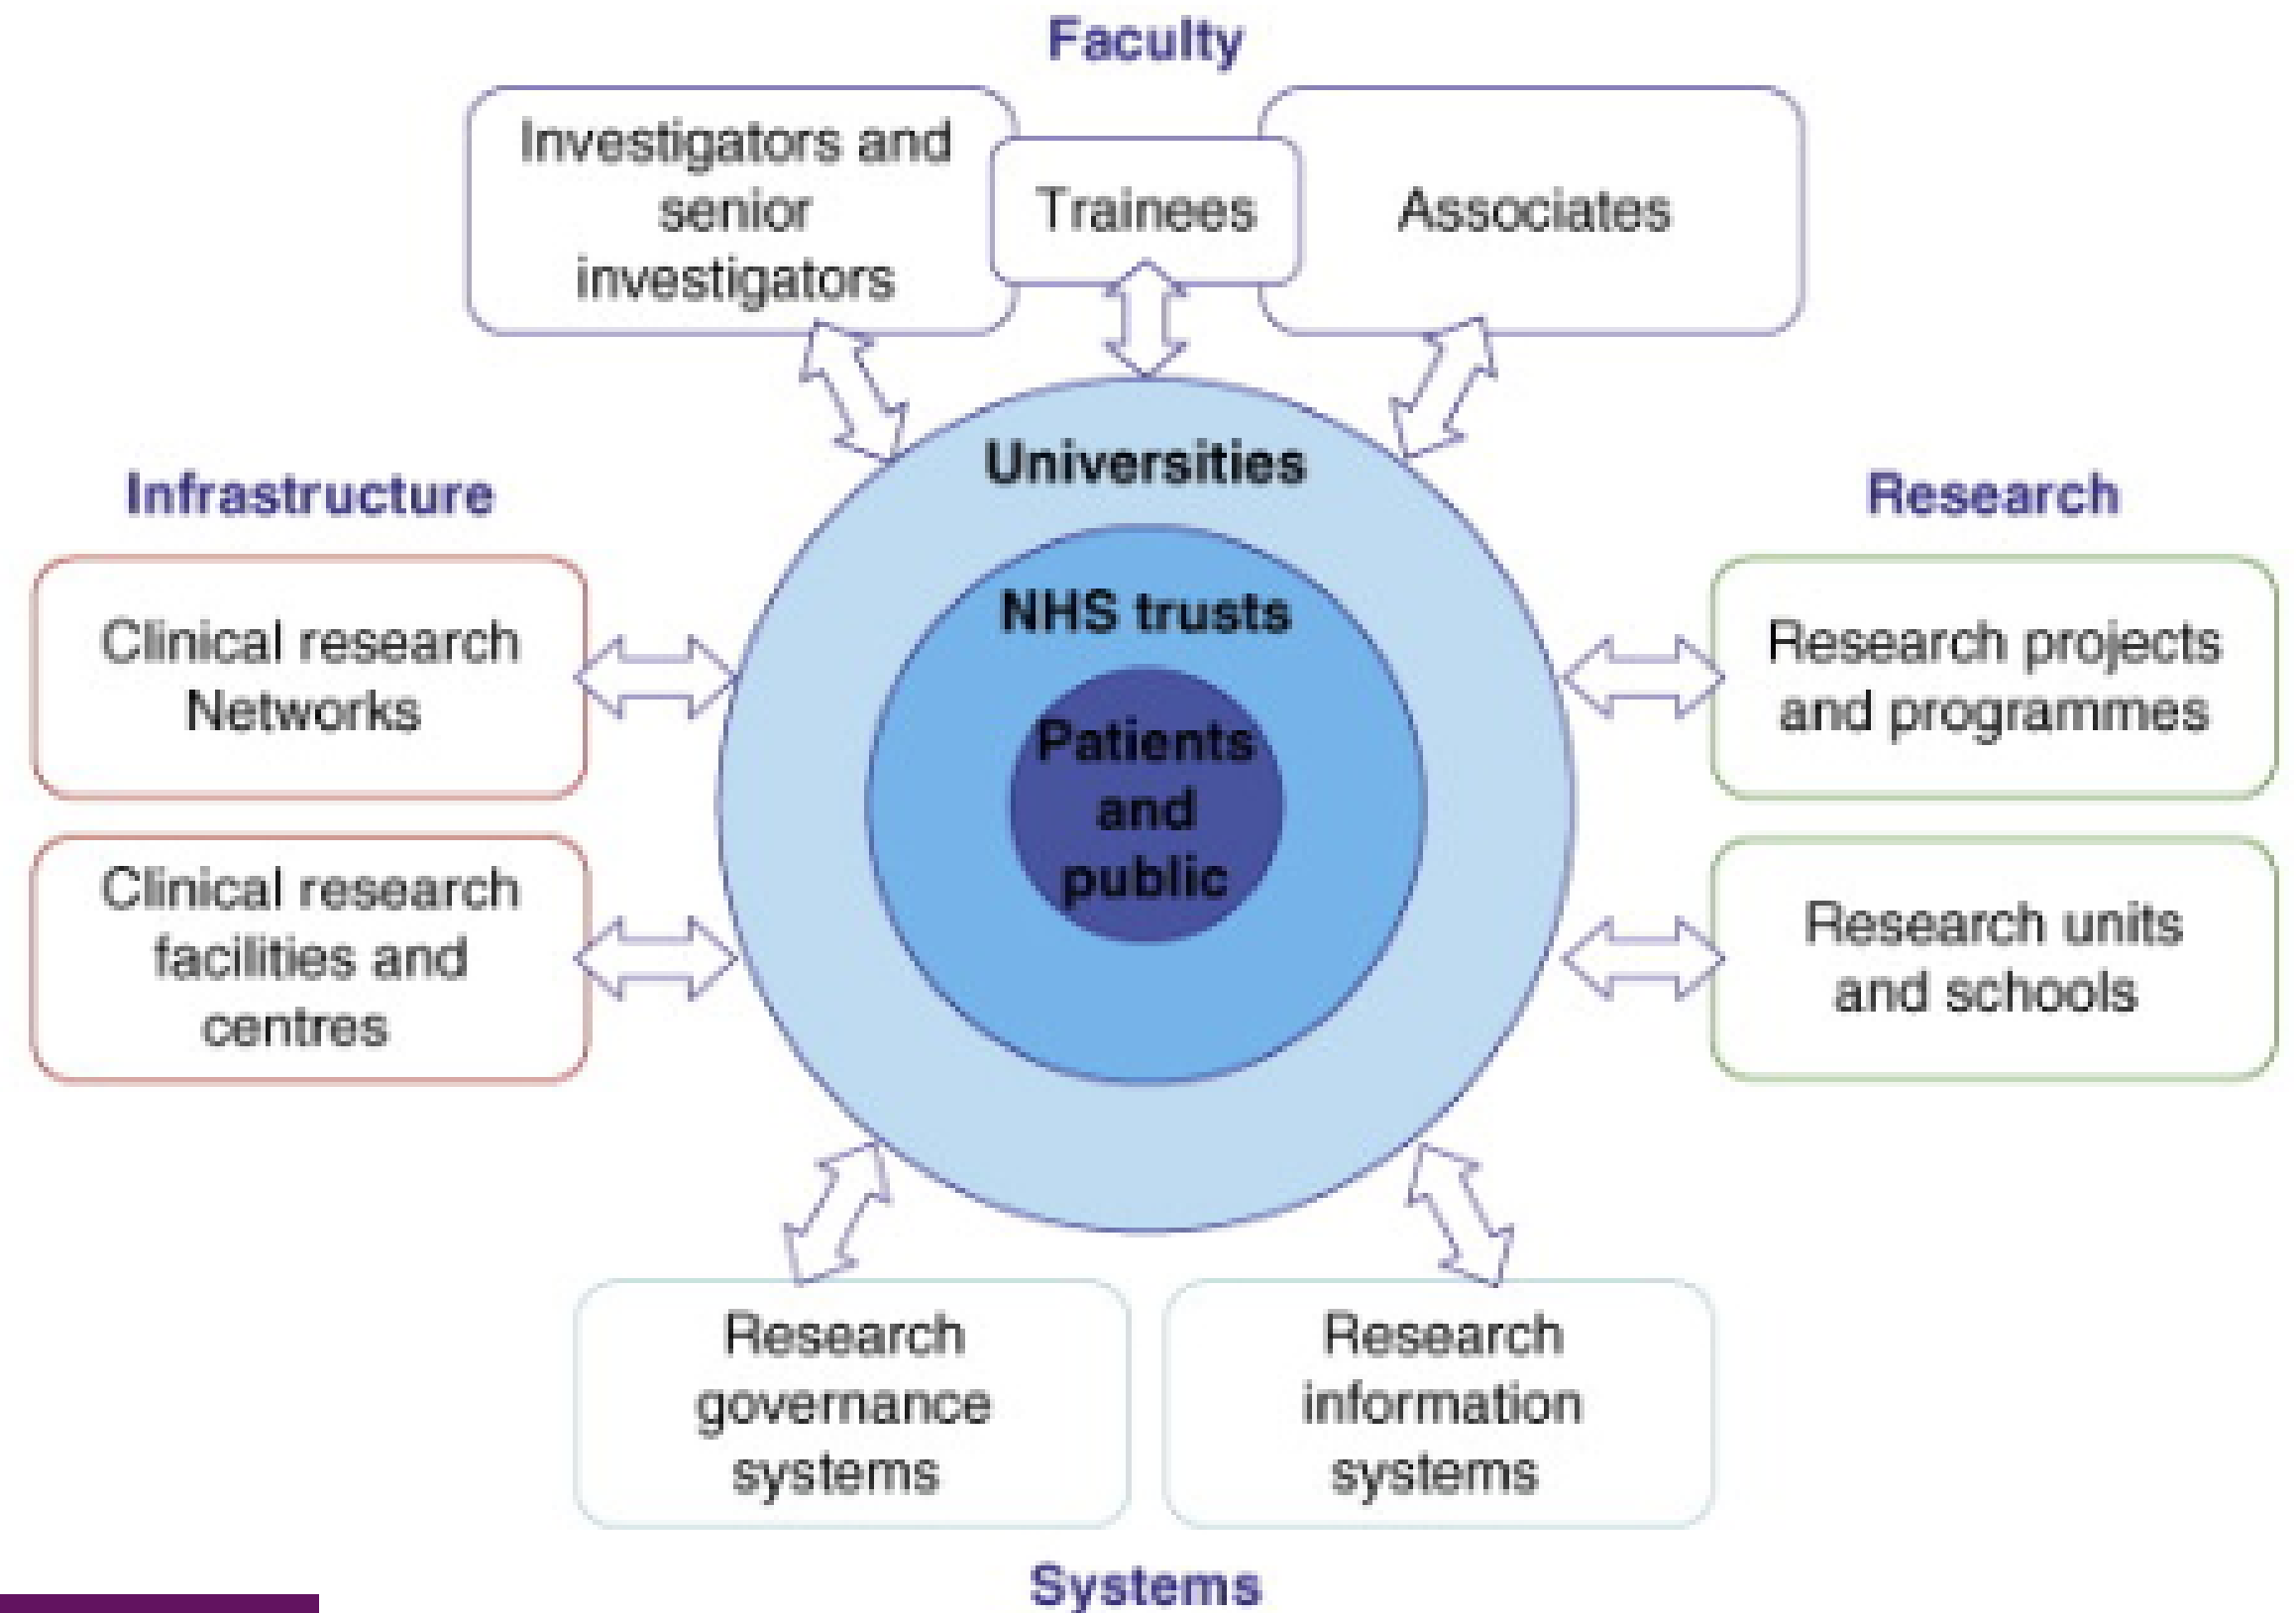 Faculty
Investigators and
senior
investigators
Trainees
Associates
Infrastructure
Clinical research
Networks
Clinical research
facilities and
centres
Universities
NHS trusts
Patients
and
public
Research
Research projects
and programmes
Research units
and schools
Research
governance
systems
Research
information
systems
Systems